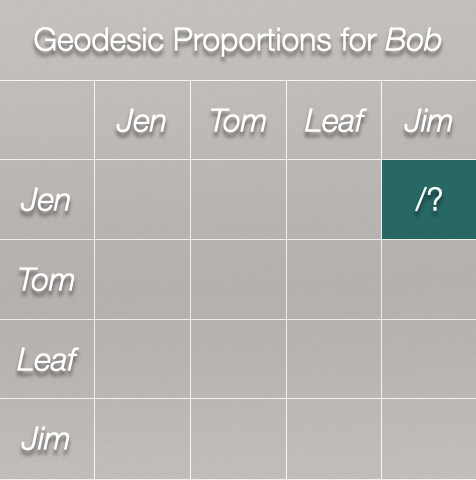 Geodesic Proportions for Bob
Jen Tom Leaf Jim
Jen /?
Tom
Leaf
Jim